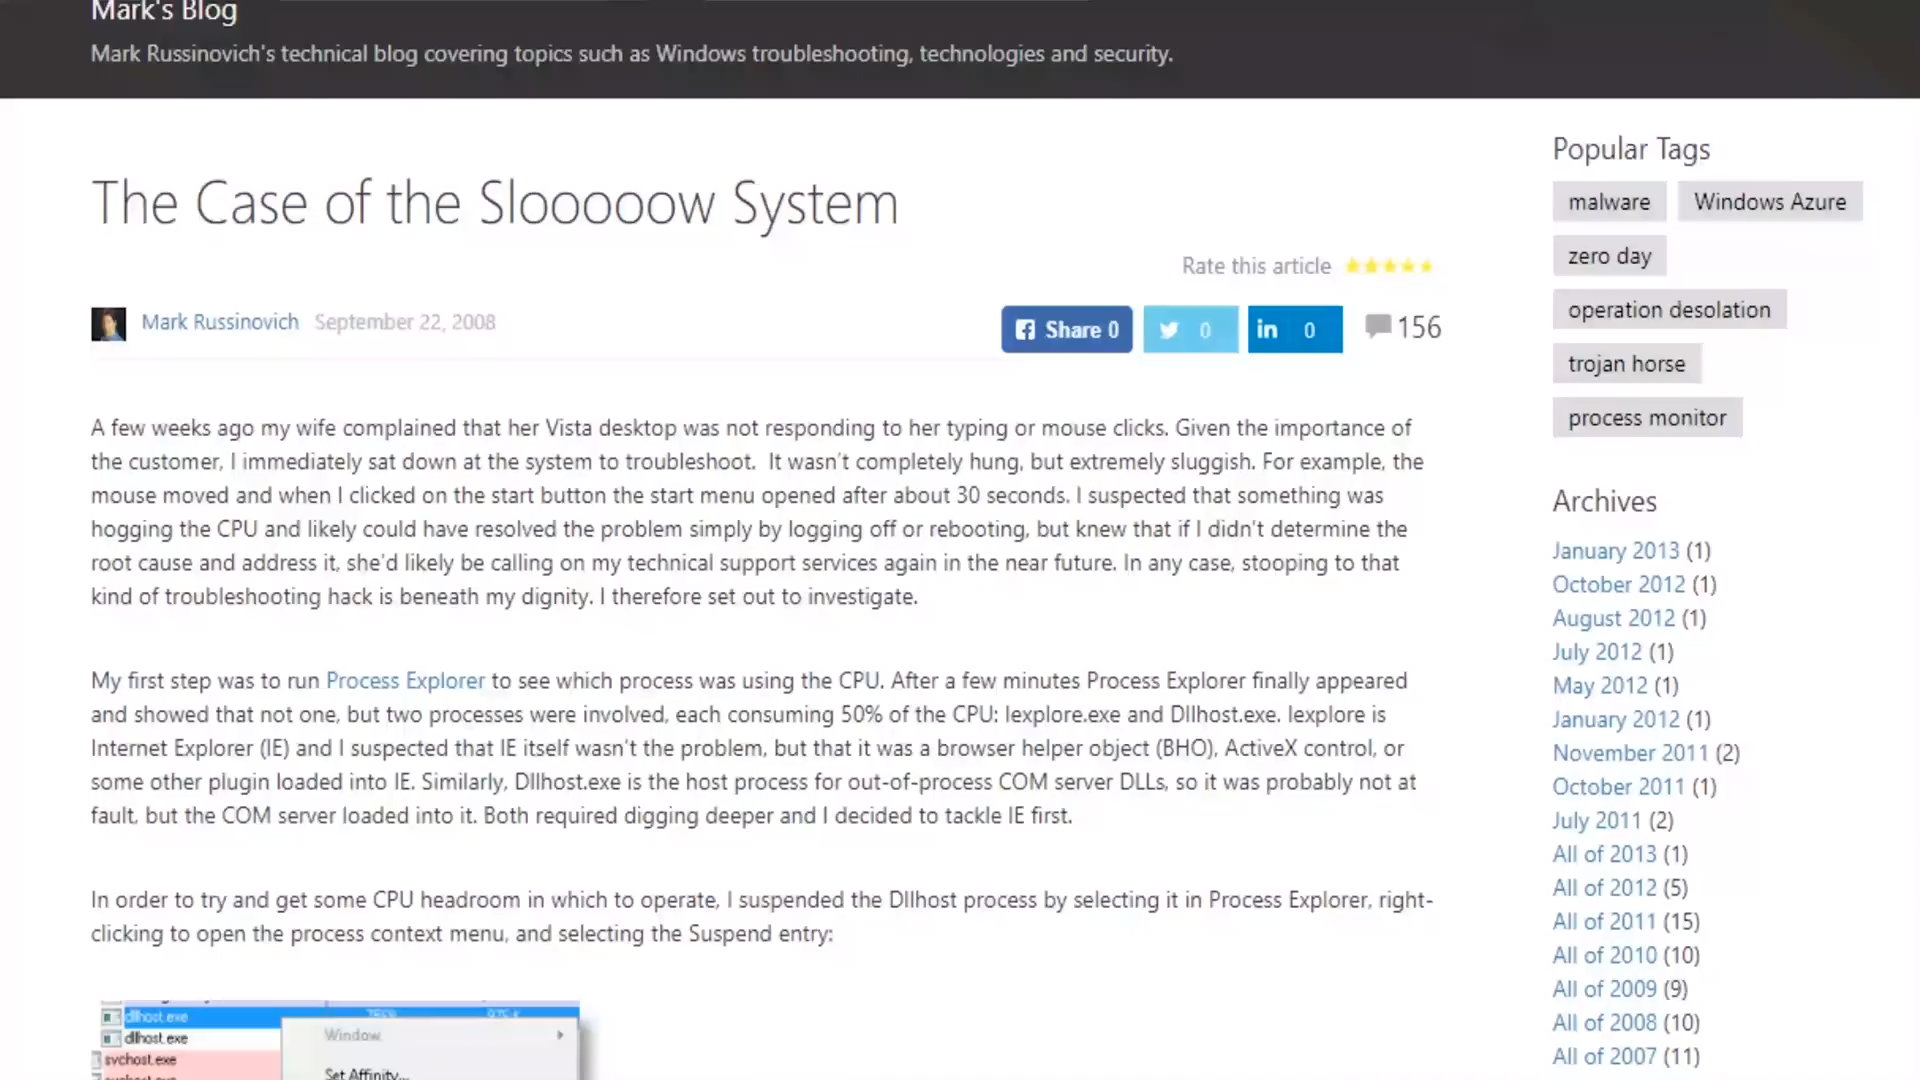 Mark's Blog
Mark Russinovich's technical blog covering topics such as Windows troubleshooting, technologies and security.
The Case of the Slooooow System
Rate this article
Mark Russinovich September 22, 2008
Share 0
0
in 0
156
A few weeks ago my wife complained that her Vista desktop was not responding to her typing or mouse clicks. Given the importance of
the customer, I immediately sat down at the system to troubleshoot. It wasn't completely hung, but extremely sluggish. For example, the
mouse moved and when I clicked on the start button the start menu opened after about 30 seconds. I suspected that something was
hogging the CPU and likely could have resolved the problem simply by logging off or rebooting, but knew that if I didn't determine the
root cause and address it, she'd likely be calling on my technical support services again in the near future. In any case, stooping to that
kind of troubleshooting hack is beneath my dignity. I therefore set out to investigate.
My first step was to run Process Explorer to see which process was using the CPU. After a few minutes Process Explorer finally appeared
and showed that not one, but two processes were involved, each consuming 50% of the CPU: Iexplore.exe and Dllhost.exe. Iexplore is
Internet Explorer (IE) and I suspected that IE itself wasn't the problem, but that it was a browser helper object (BHO), ActiveX control, or
some other plugin loaded into IE. Similarly, Dllhost.exe is the host process for out-of-process COM server DLLs, so it was probably not at
fault, but the COM server loaded into it. Both required digging deeper and I decided to tackle IE first.
In order to try and get some CPU headroom in which to operate, I suspended the Dllhost process by selecting it in Process Explorer, right-
clicking to open the process context menu, and selecting the Suspend entry:
dllhost.exe
dllhost.exe
svchost.exe
Window
Set Affinity...
Popular Tags
malware
Windows Azure
zero day
operation desolation
trojan horse
process monitor
Archives
January 2013 (1)
October 2012 (1)
August 2012 (1)
July 2012 (1)
May 2012 (1)
January 2012 (1)
November 2011 (2)
October 2011 (1)
July 2011 (2)
All of 2013 (1)
All of 2012 (5)
All of 2011 (15)
All of 2010 (10)
All of 2009 (9)
All of 2008 (10)
All of 2007 (11)